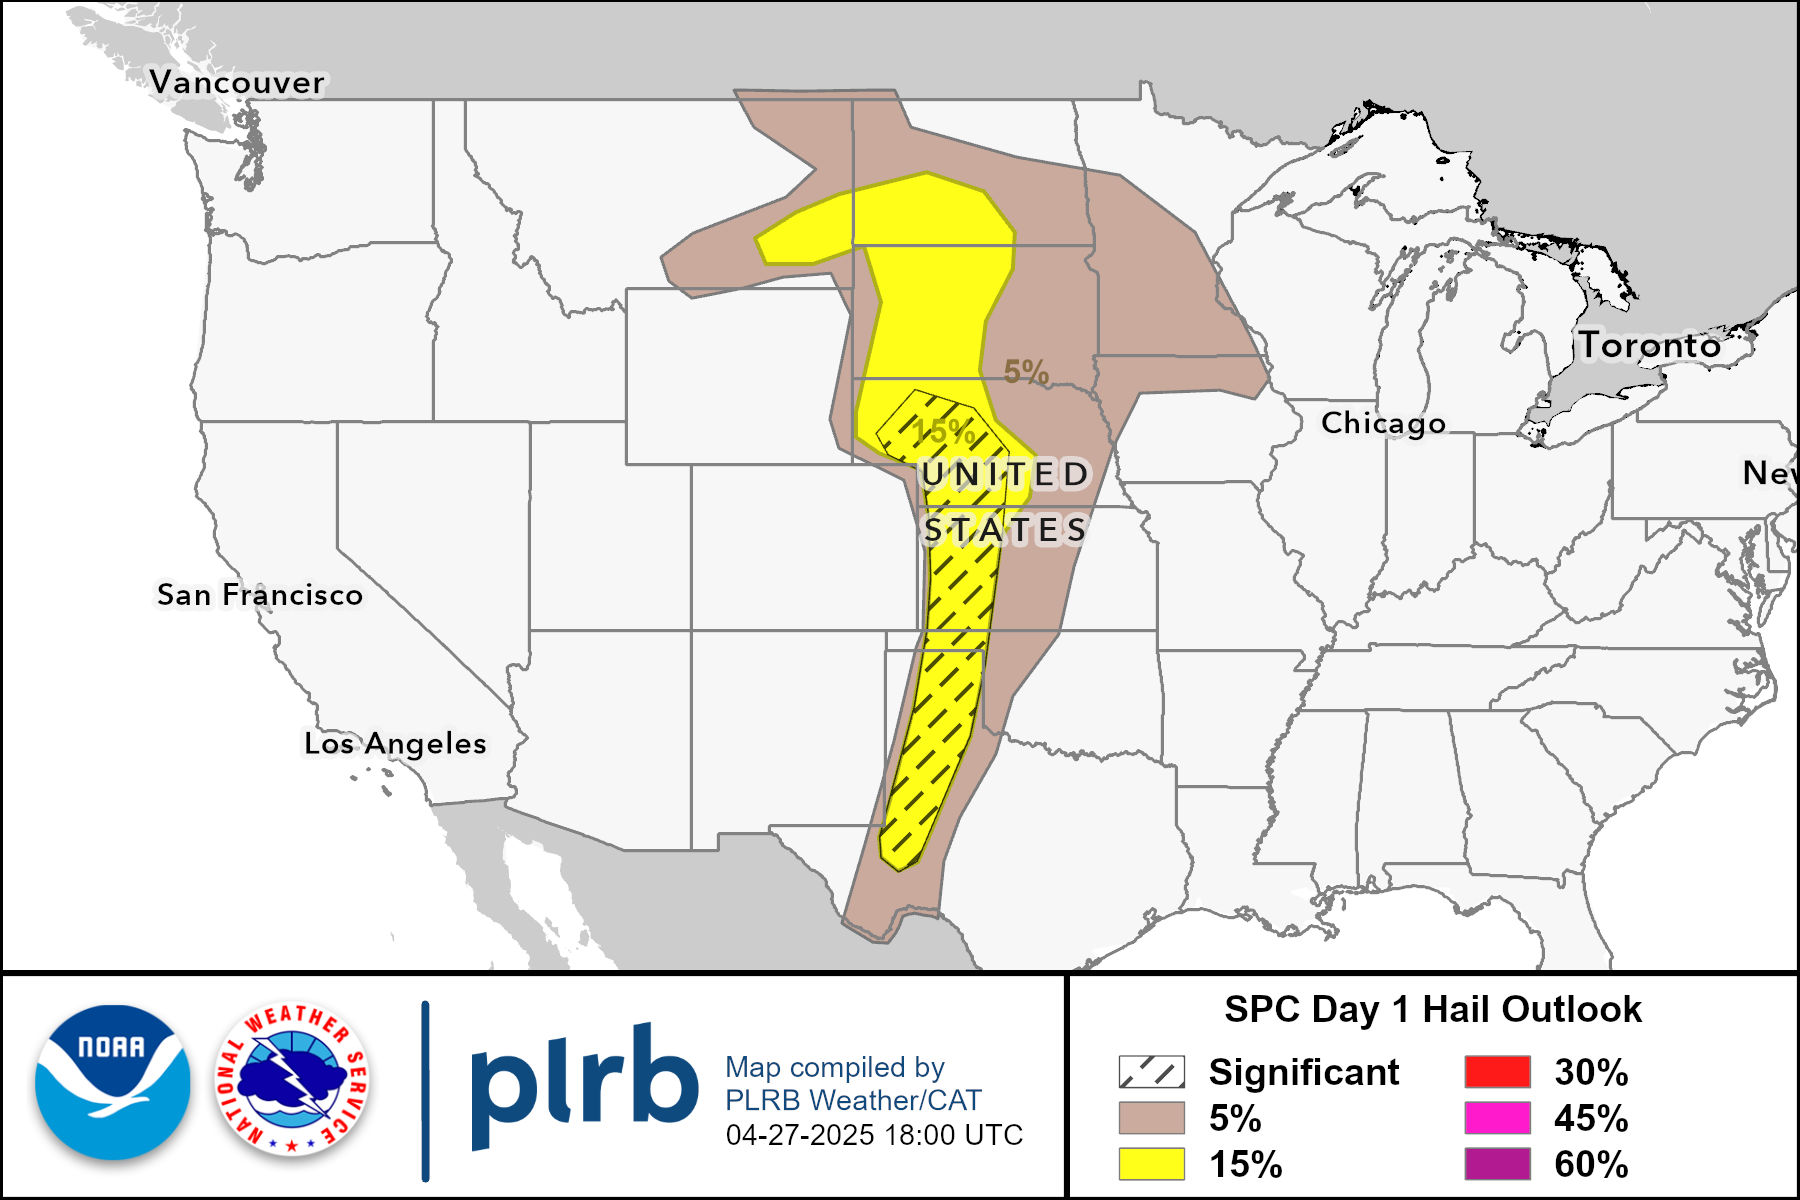 Vancouver
Toronto
5%
Chicago
15%
UNITED
New
STATES
San Francisco
Los Angeles
NOAA
NATIONAL WEATHER SERVICE
plrb
Map compiled by
PLRB Weather/CAT
04-27-2025 18:00 UTC
SPC Day 1 Hail Outlook
Significant
5%
15%
30%
45%
60%